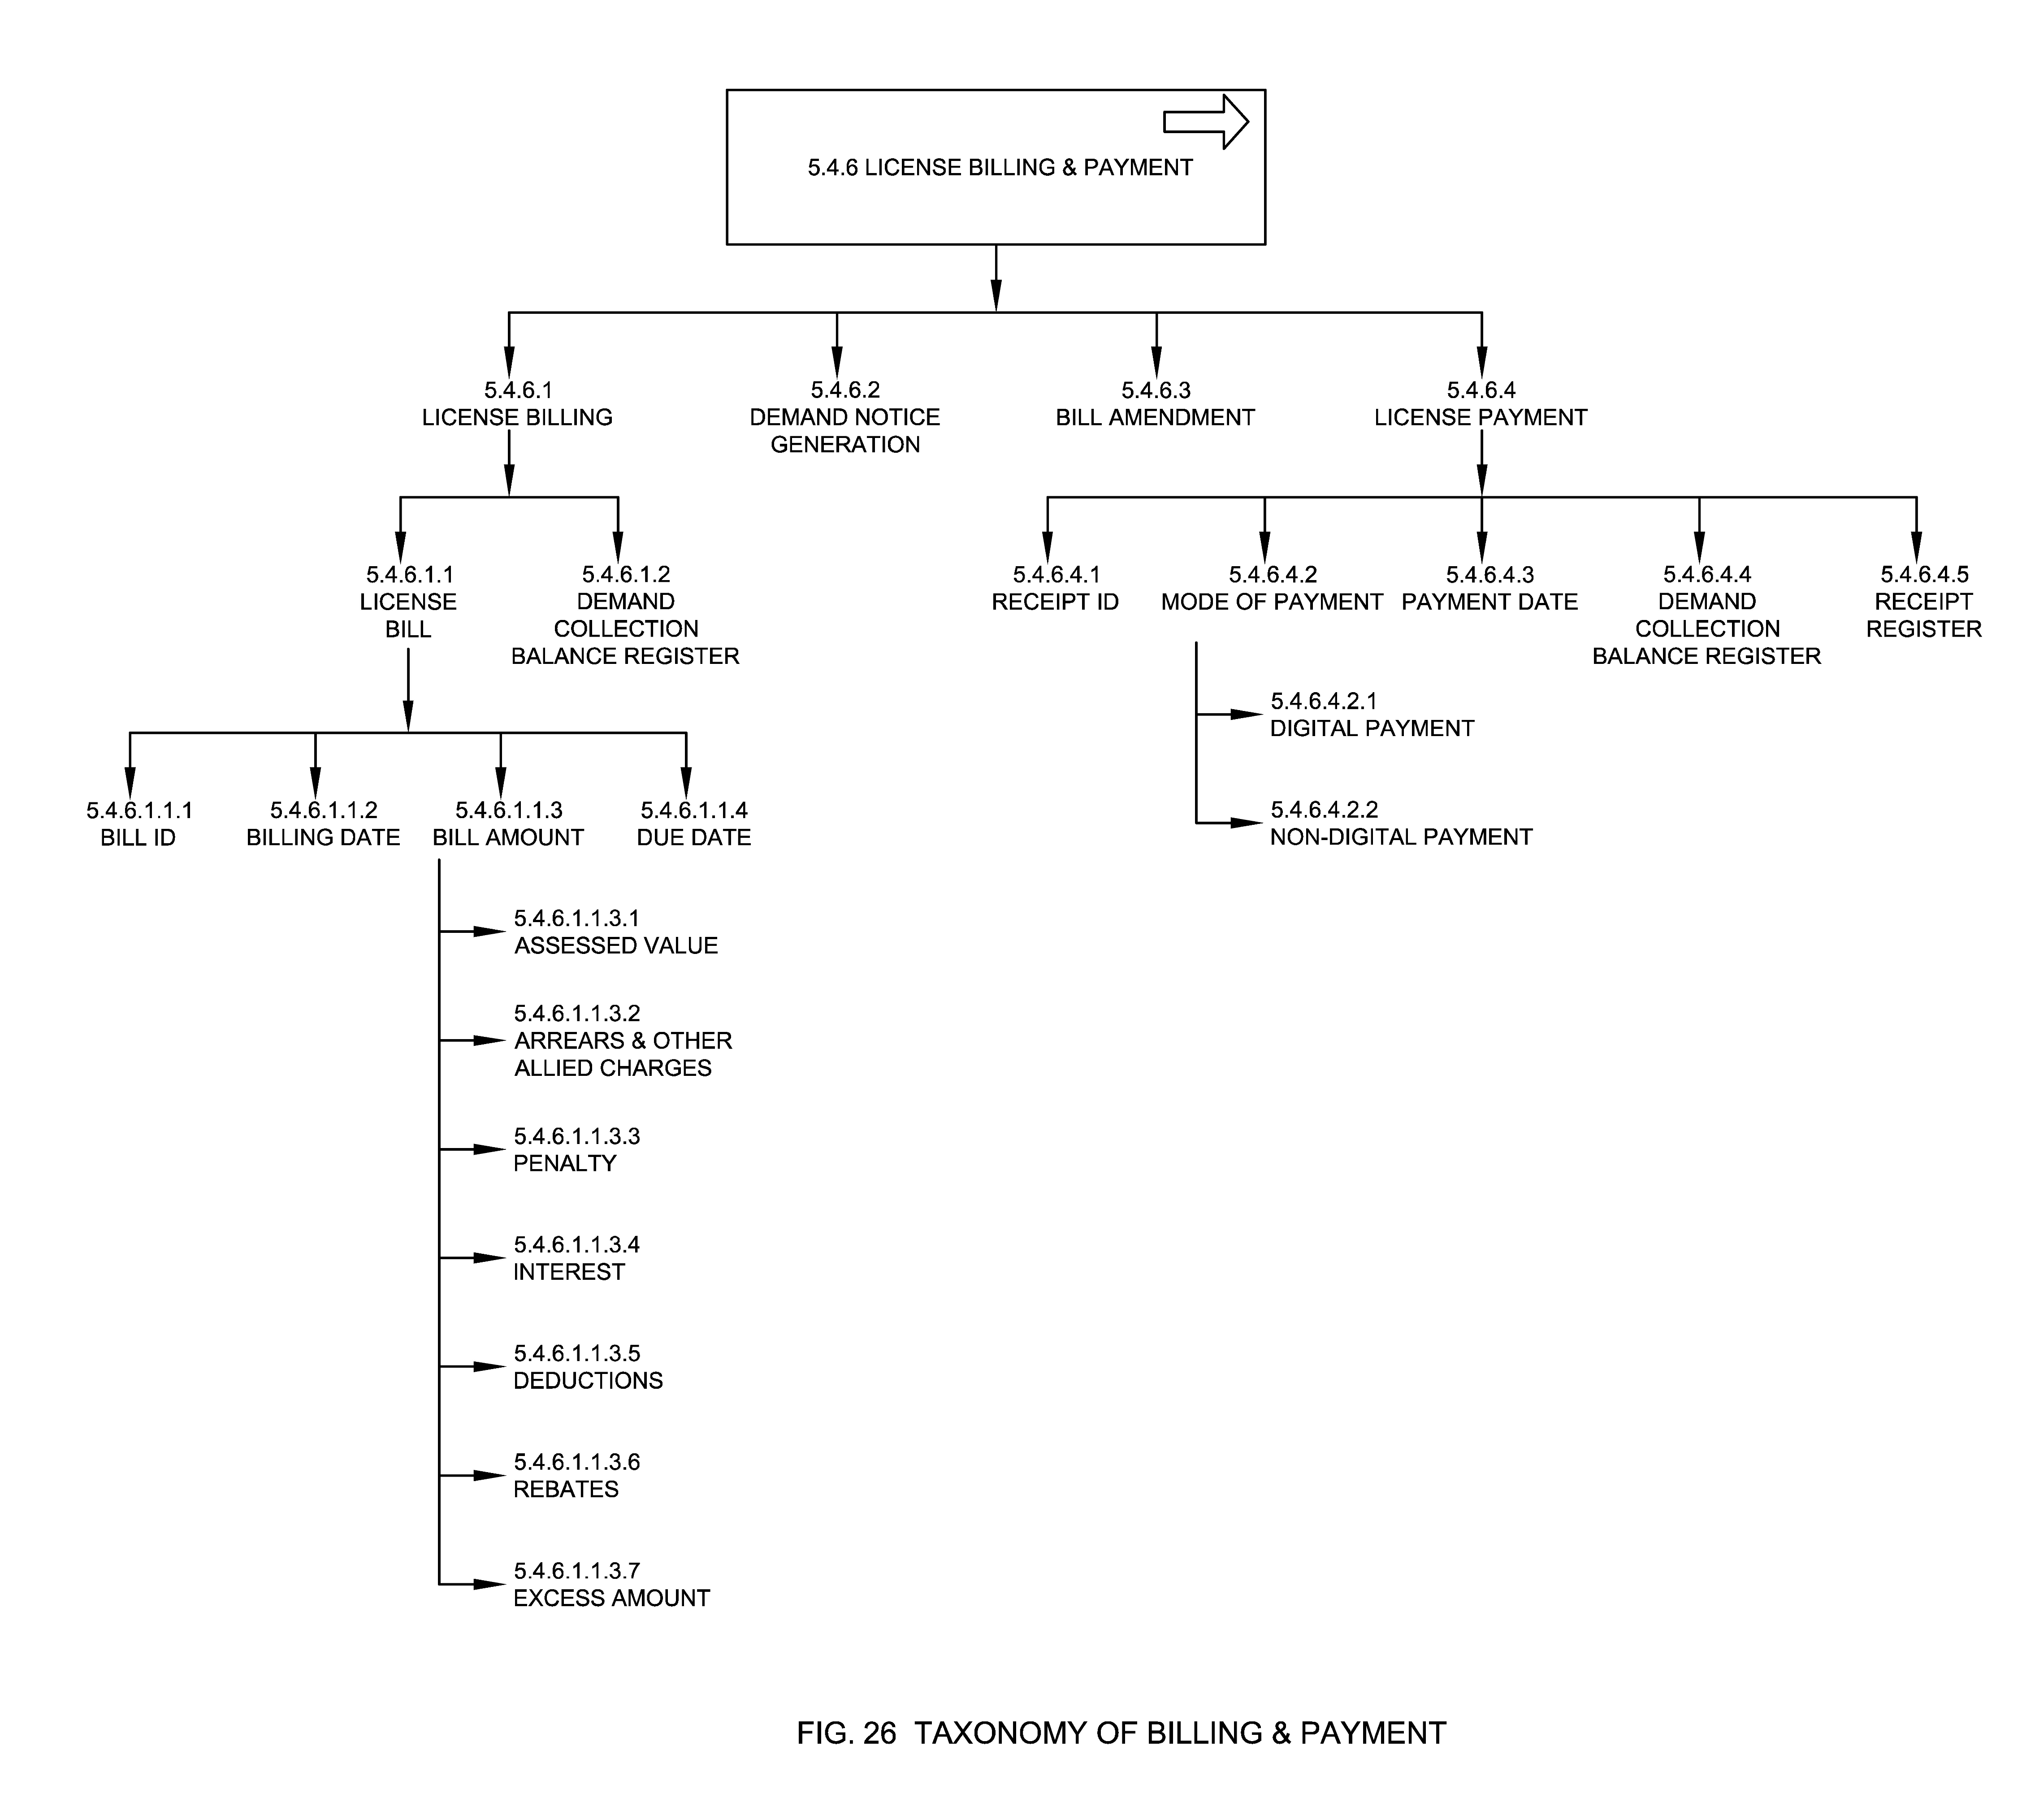 5.4.6 LICENSE BILLING & PAYMENT
5.4.6.1
LICENSE BILLING
5.4.6.2
DEMAND NOTICE
GENERATION
5.4.6.3
BILL AMENDMENT
5.4.6.4
LICENSE PAYMENT
5.4.6.1.1
LICENSE
BILL
5.4.6.1.2
DEMAND
COLLECTION
BALANCE REGISTER
5.4.6.4.1
RECEIPT ID
5.4.6.4.2
MODE OF PAYMENT
5.4.6.4.3
PAYMENT DATE
5.4.6.4.4
DEMAND
COLLECTION
BALANCE REGISTER
5.4.6.4.5
RECEIPT
REGISTER
5.4.6.4.2.1
DIGITAL PAYMENT
5.4.6.4.2.2
NON-DIGITAL PAYMENT
5.4.6.1.1.1
BILL ID
5.4.6.1.1.2
BILLING DATE
5.4.6.1.1.3
BILL AMOUNT
5.4.6.1.1.4
DUE DATE
5.4.6.1.1.3.1
ASSESSED VALUE
5.4.6.1.1.3.2
ARREARS & OTHER
ALLIED CHARGES
5.4.6.1.1.3.3
PENALTY
5.4.6.1.1.3.4
INTEREST
5.4.6.1.1.3.5
DEDUCTIONS
5.4.6.1.1.3.6
REBATES
5.4.6.1.1.3.7
EXCESS AMOUNT
FIG. 26 TAXONOMY OF BILLING & PAYMENT